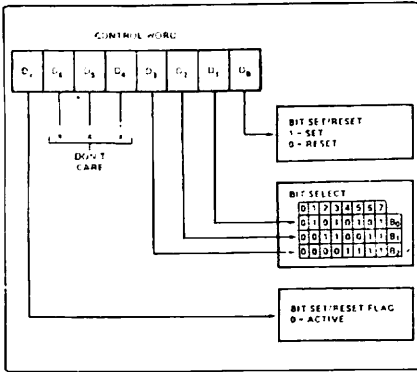 CONTROL WORD
D7 D6 D5 D4 D3 D2 D1 D0
X X X
DON'T
CARE
BIT SET/RESET
1 = SET
0 = RESET
BIT SELECT
0 1 2 3 4 5 6 7
0 1 0 1 0 1 0 1 B0
0 0 1 1 0 0 1 1 B1
0 0 0 0 1 1 1 1 B2
BIT SET/RESET FLAG
0 = ACTIVE